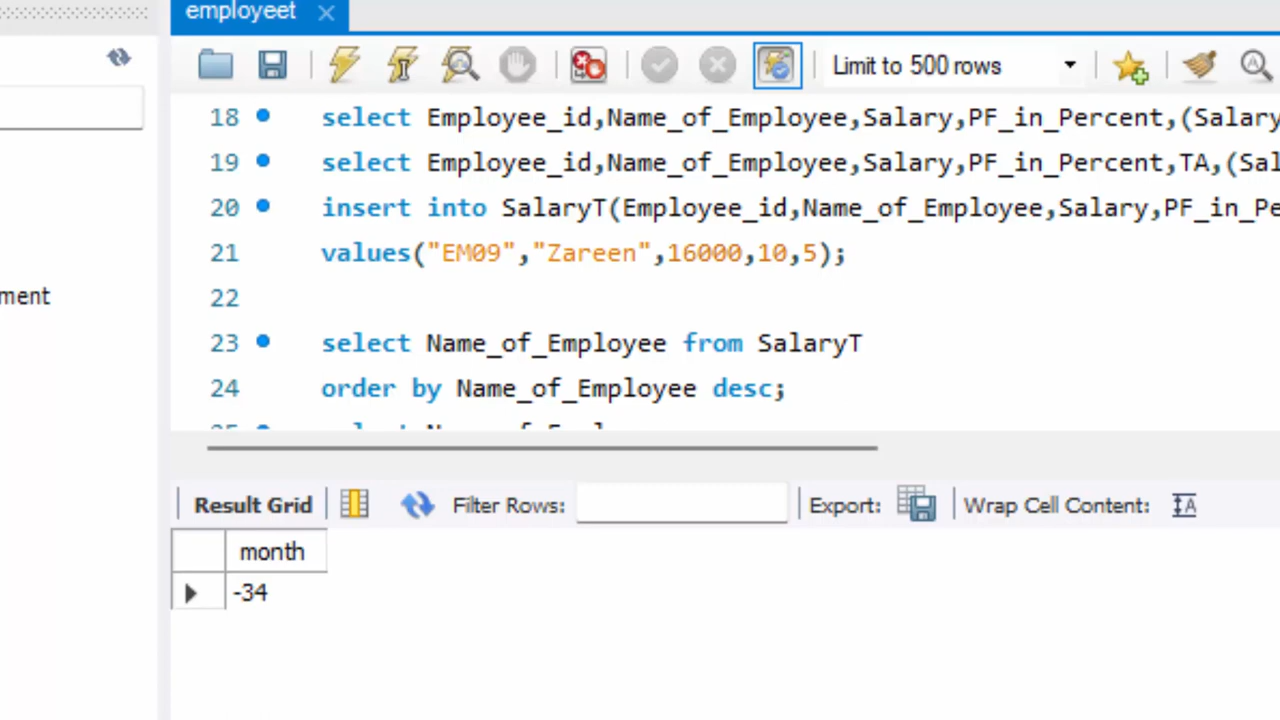 employeet
Limit to 500 rows
18 select Employee_id,Name_of_Employee,Salary,PF_in_Percent,(Salary
19 select Employee_id,Name_of_Employee,Salary,PF_in_Percent,TA,(Sal
20 insert into SalaryT(Employee_id,Name_of_Employee,Salary,PF_in_Pe
21 values("EM09","Zareen",16000,10,5);
22
ment
23 select Name_of_Employee from SalaryT
24 order by Name_of_Employee desc;
Result Grid Filter Rows: Export: Wrap Cell Content:
month
-34